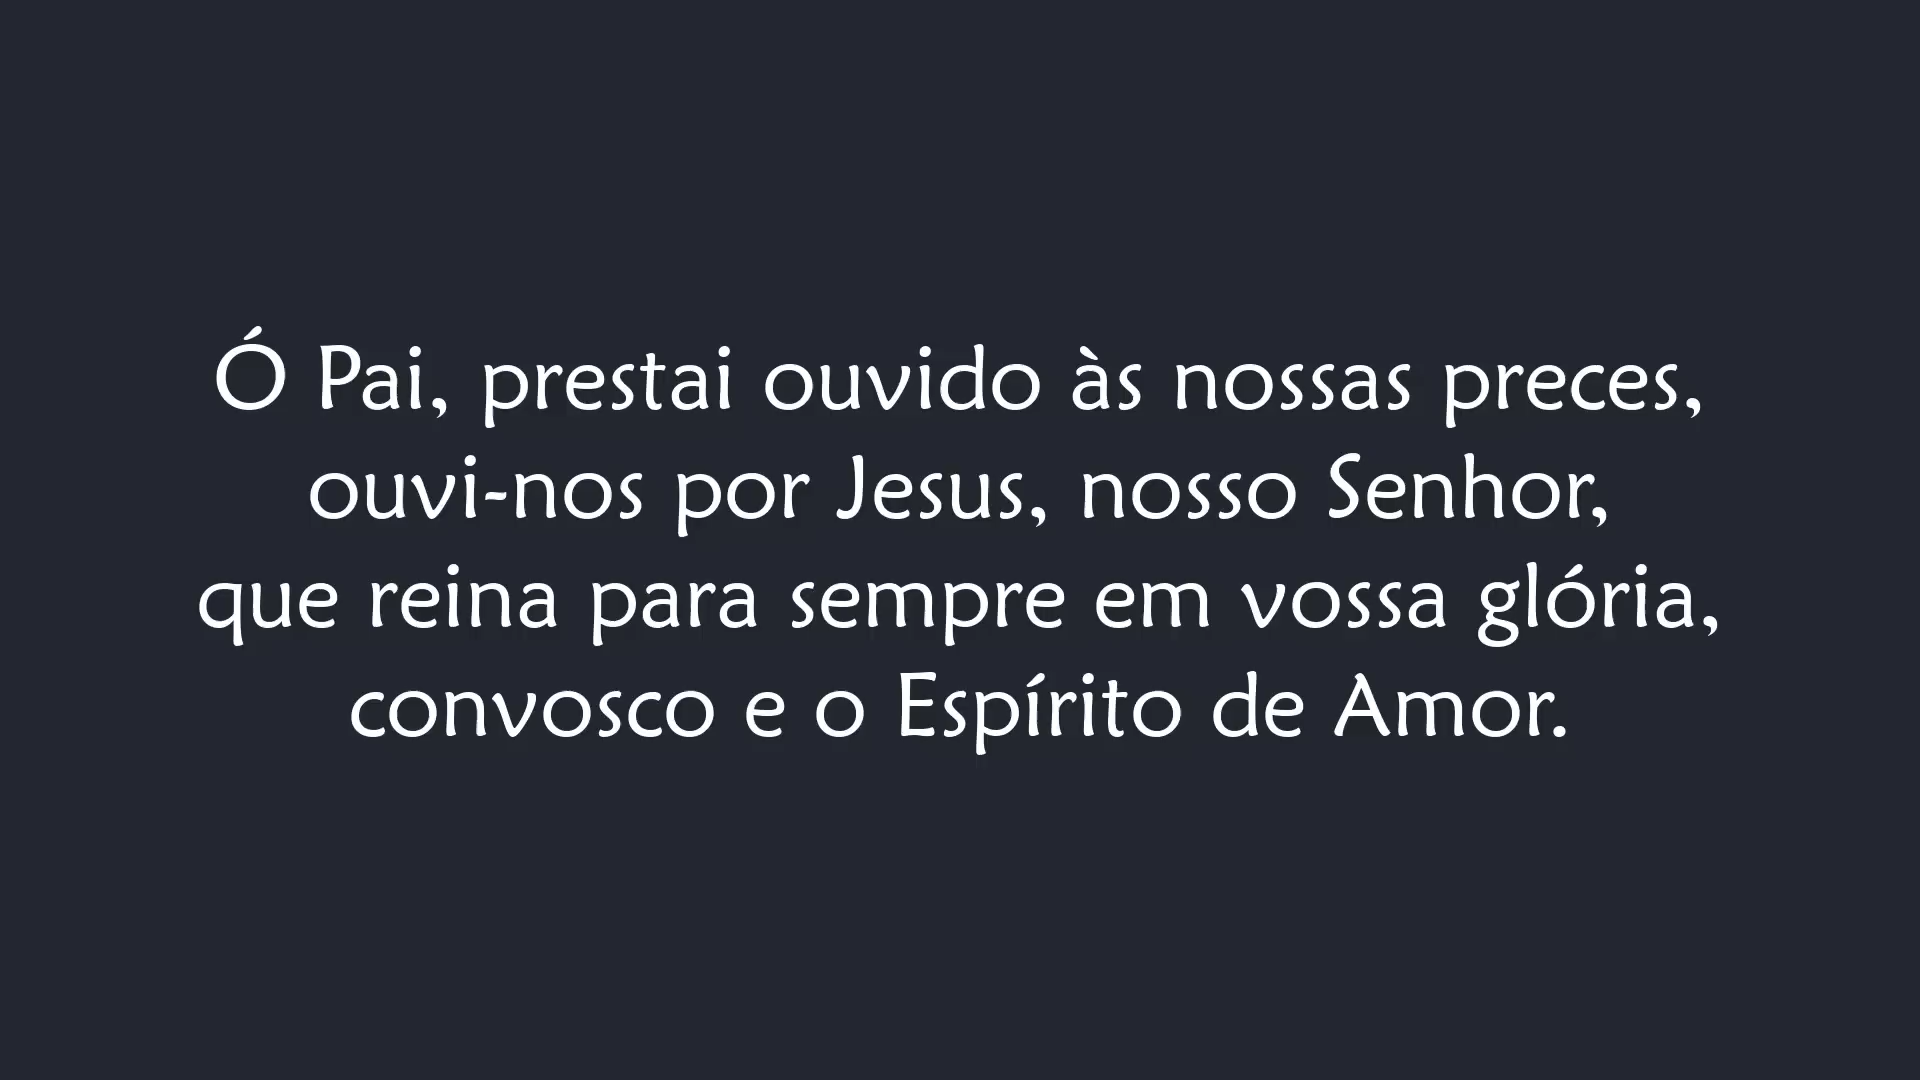 Ó Pai, prestai ouvido às nossas preces,
ouvi-nos por Jesus, nosso Senhor,
que reina para sempre em vossa glória,
convosco e o Espírito de Amor.